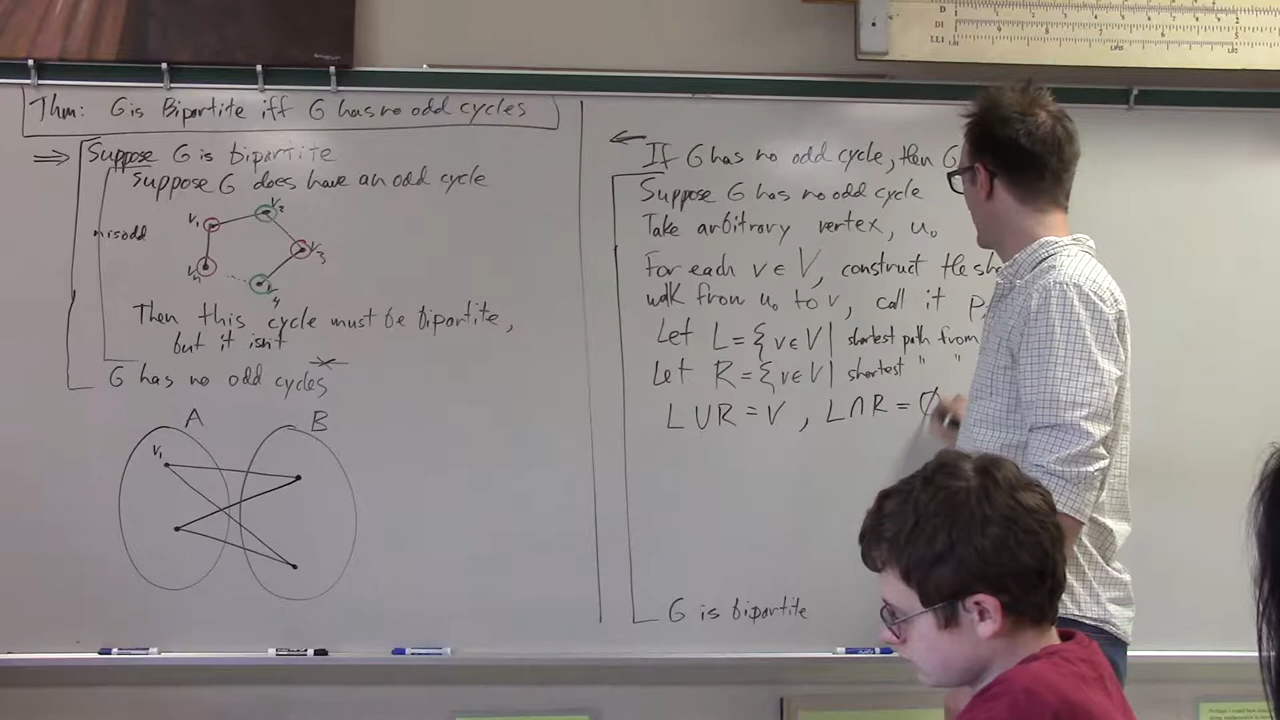 Thm: G is Bipartite iff G has no odd cycles
⇒ Suppose G is bipartite
Suppose G does have an odd cycle
n is odd
V₁
V₂
V₃
4
Then this cycle must be bipartite,
but it isn't
G has no odd cycles
A
B
V₁
← If G has no odd cycle, then G
Suppose G has no odd cycle
Take arbitrary vertex, u₀
For each v ∈ V, construct the
walk from u₀ to v, call it P
Let L = { v ∈ V | shortest path from
Let R = { v ∈ V | shortest " "
L ∪ R = V , L ∩ R = ∅
G is bipartite
D
DI
LL1